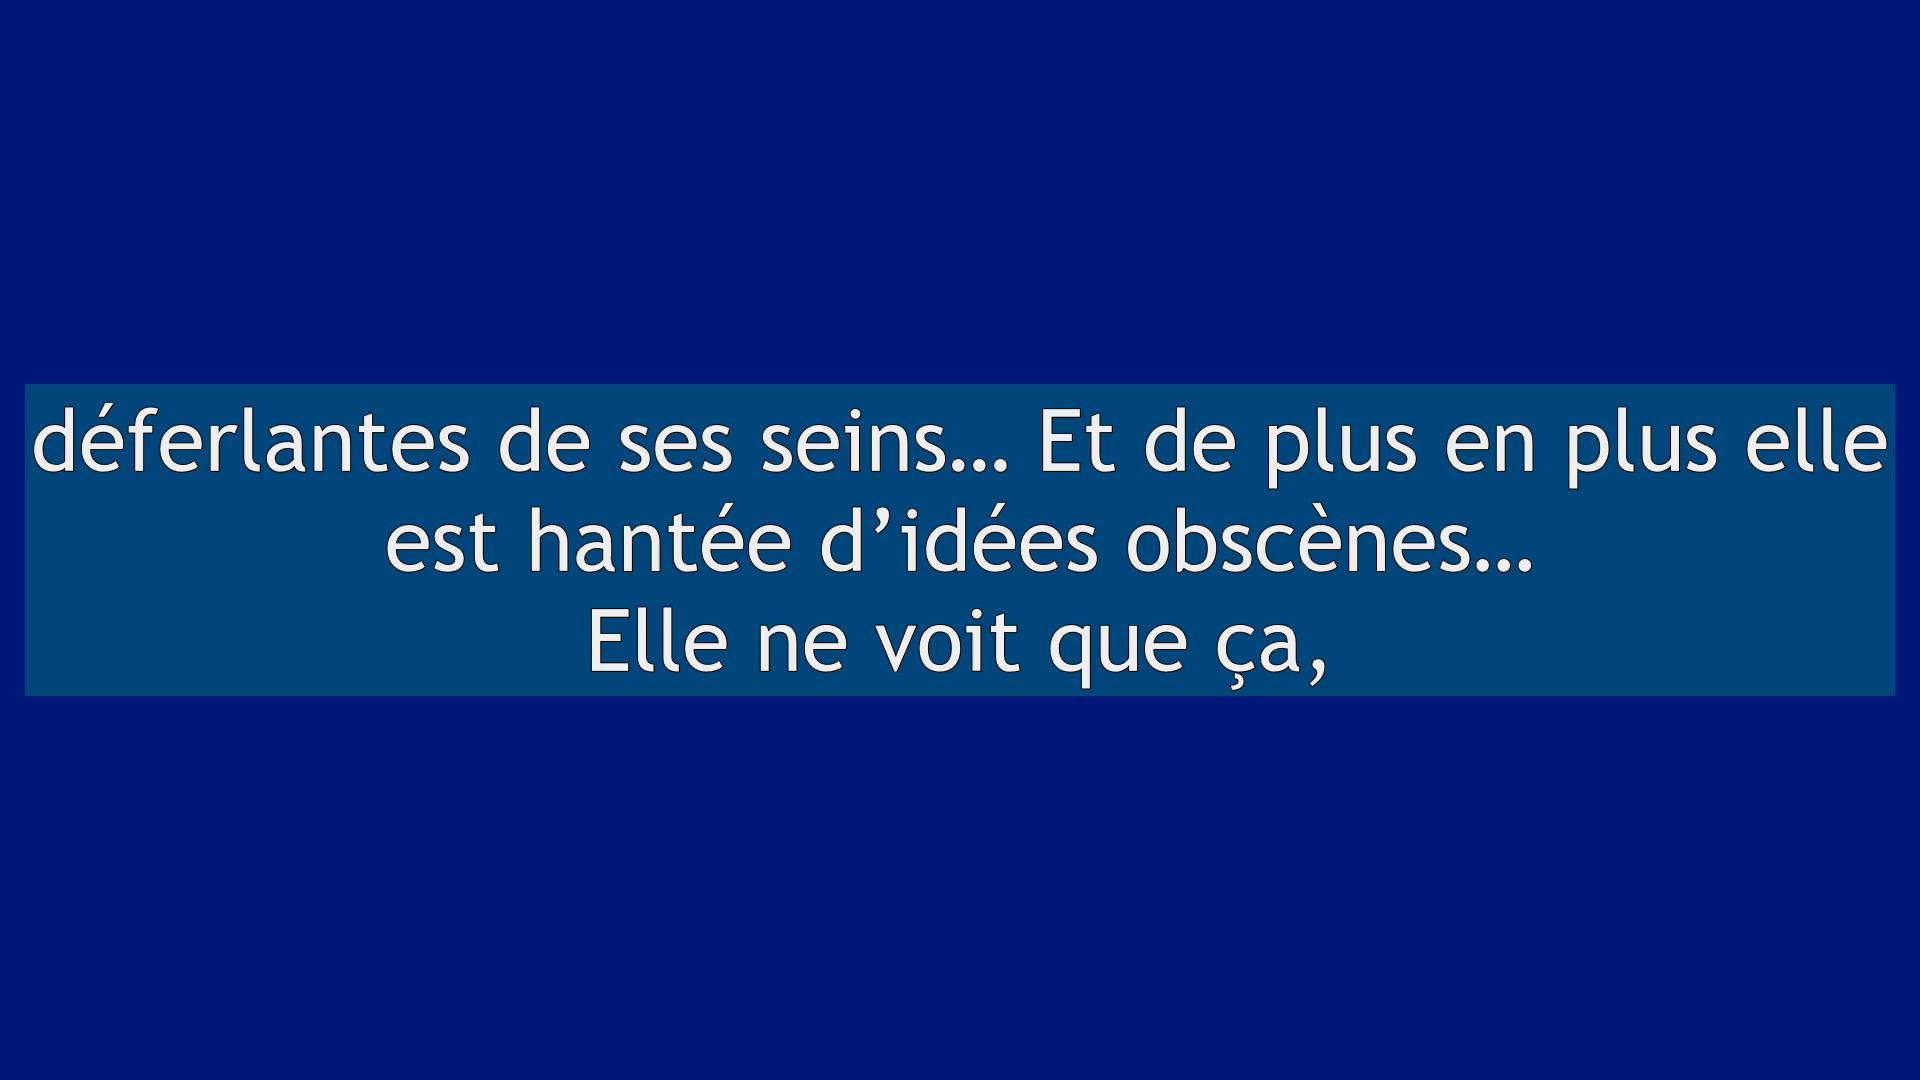 déferlantes de ses seins… Et de plus en plus elle
est hantée d’idées obscènes…
Elle ne voit que ça,